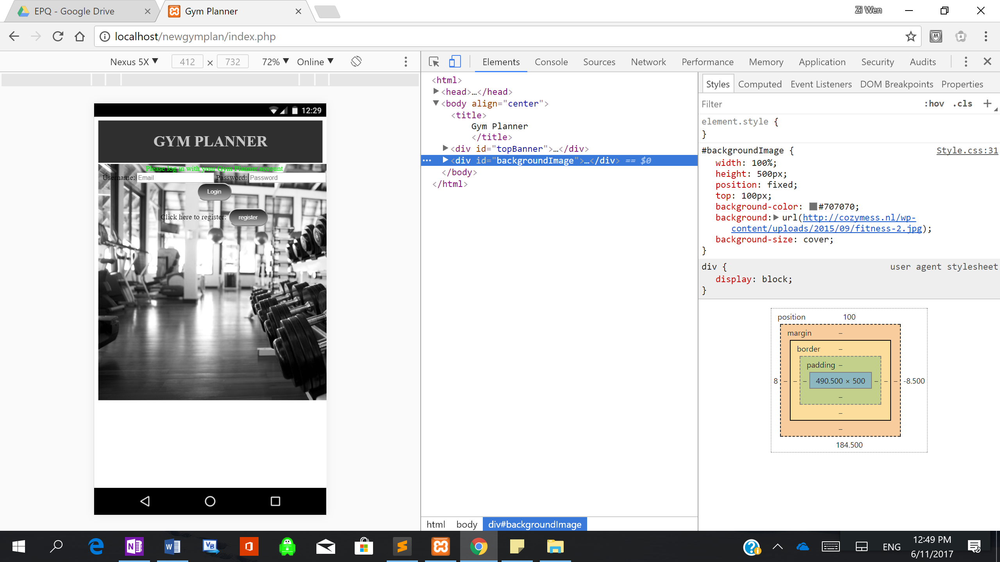 EPQ - Google Drive
Gym Planner
Zi Wen
localhost/newgymplan/index.php
Nexus 5X ▼ 412 × 732 72% ▼ Online ▼
Elements Console Sources Network Performance Memory Application Security Audits
12:29
GYM PLANNER
Please log in with your Gym Planner account
Username: Email Password: Password
Login
Click here to register: register
<html>
<head>…</head>
<body align="center">
<title>
Gym Planner
</title>
<div id="topBanner">…</div>
<div id="backgroundImage">…</div> == $0
</body>
</html>
html body div#backgroundImage
Styles Computed Event Listeners DOM Breakpoints Properties
Filter :hov .cls +
element.style {
}
#backgroundImage { Style.css:31
width: 100%;
height: 500px;
position: fixed;
top: 100px;
background-color: #707070;
background: url(http://cozymess.nl/wp-
content/uploads/2015/09/fitness-2.jpg);
background-size: cover;
}
div { user agent stylesheet
display: block;
}
position 100
margin –
border –
padding –
8 – – – 490.500 × 500 – – – -8.500
–
–
–
184.500
ENG
12:49 PM
6/11/2017